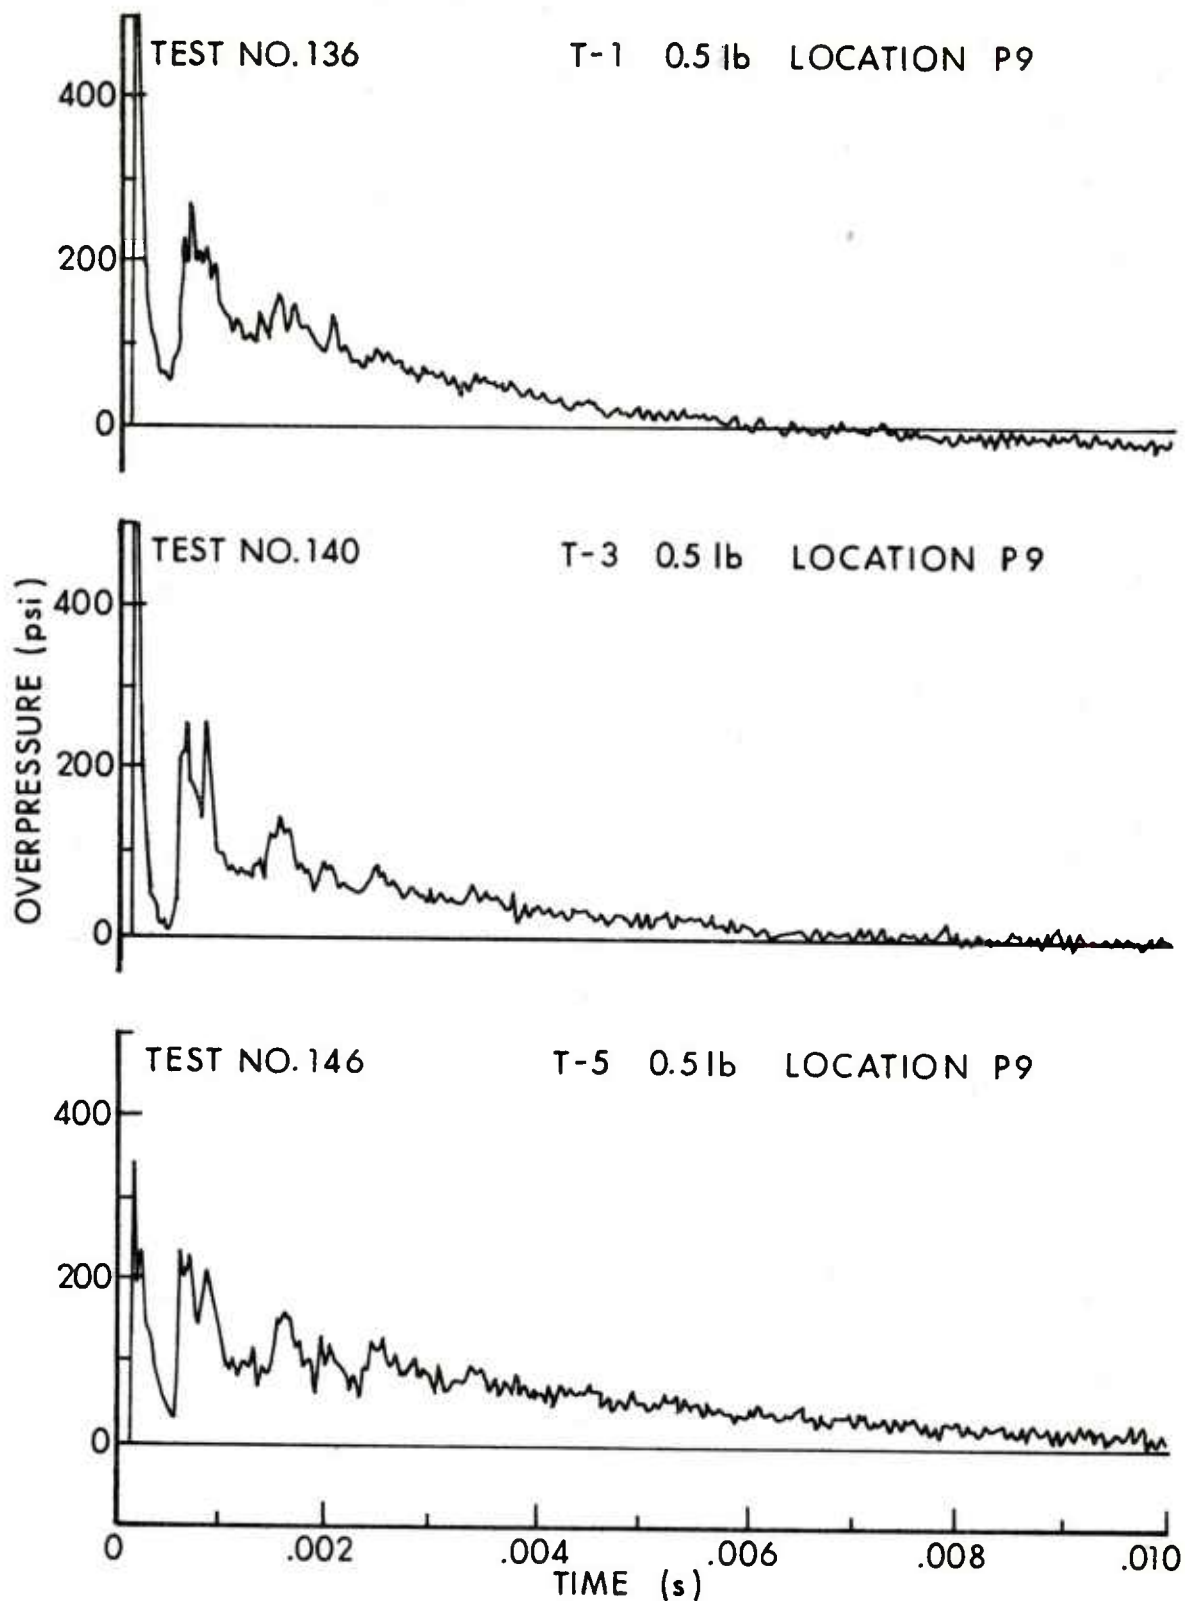 TEST NO. 136 T-1 0.5 lb LOCATION P9
400
200
0
TEST NO. 140 T-3 0.5 lb LOCATION P9
400
200
0
OVERPRESSURE (psi)
TEST NO. 146 T-5 0.5 lb LOCATION P9
400
200
0
0 .002 .004 .006 .008 .010
TIME (s)